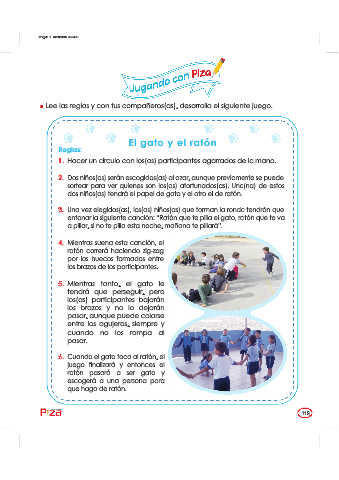 Jugando con Piza
Lee las reglas y con tus compañeros(as), desarrolla el siguiente juego.
El gato y el ratón
Reglas:
1. Hacer un círculo con los(as) participantes agarrados de la mano.
2. Dos niños(as) serán escogidos(as) al azar, aunque previamente se puede
sortear para ver quienes son los(as) afortunados(as). Uno(na) de estos
dos niños(as) tendrá el papel de gato y el otro el de ratón.
3. Una vez elegidos(as), los(as) niños(as) que forman la ronda tendrán que
entonar la siguiente canción: "Ratón que te pilla el gato, ratón que te va
a pillar, si no te pilla esta noche, mañana te pillará".
4. Mientras suena esta canción, el
ratón correrá haciendo zig-zag
por los huecos formados entre
los brazos de los participantes.
5. Mientras tanto, el gato le
tendrá que perseguir, pero
los(as) participantes bajarán
los brazos y no lo dejarán
pasar, aunque puede colarse
entre los agujeros, siempre y
cuando no los rompa al
pasar.
6. Cuando el gato toca al ratón, el
juego finalizará y entonces el
ratón pasará a ser gato y
escogerá a una persona para
que haga de ratón.
Piza
115